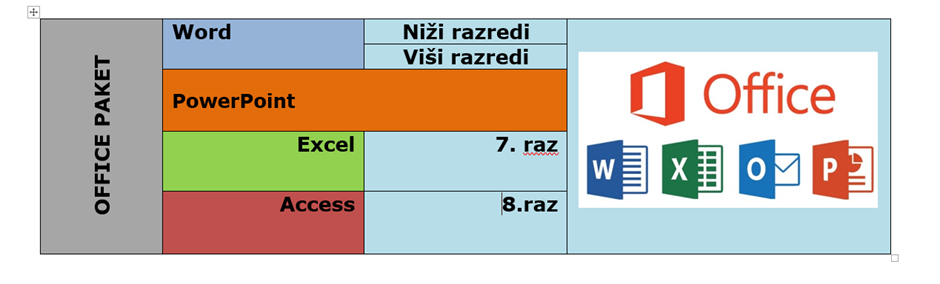 OFFICE PAKET
Word
Niži razredi
Viši razredi
PowerPoint
Excel
7. raz
Access
8.raz
Office
W
X
O
P